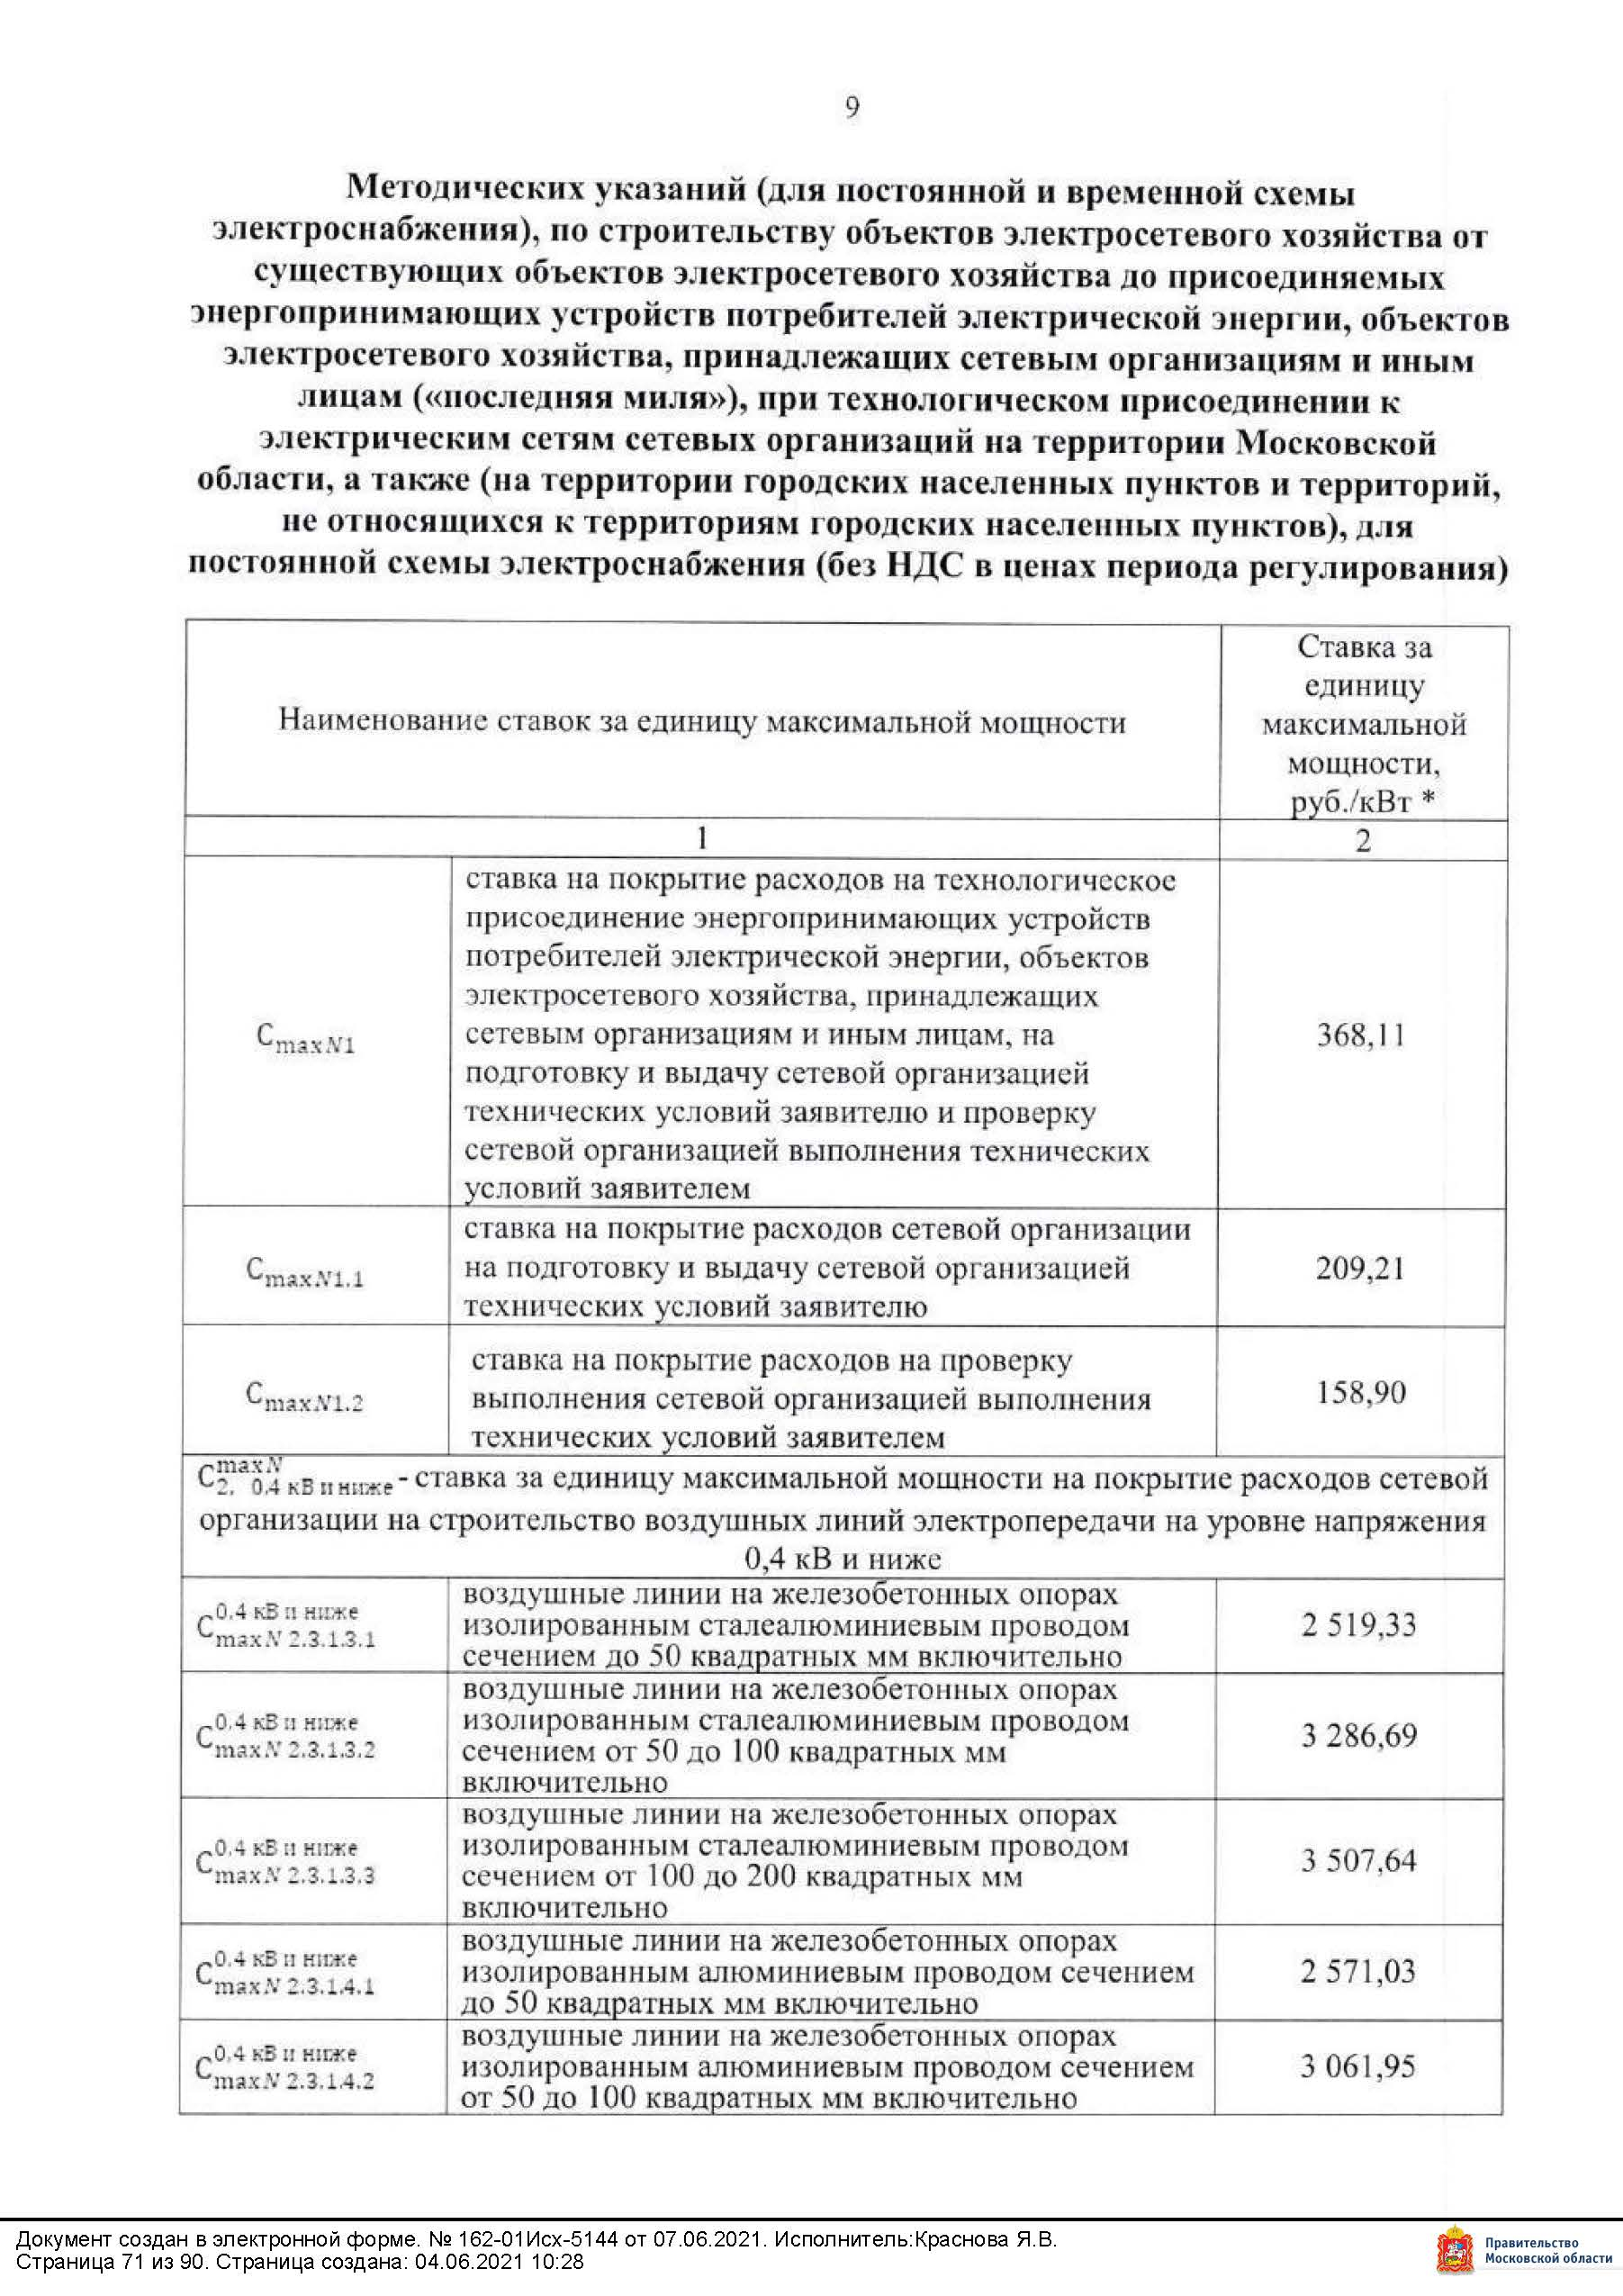 9
Методических указаний (для постоянной и временной схемы
электроснабжения), по строительству объектов электросетевого хозяйства от
существующих объектов электросетевого хозяйства до присоединяемых
энергопринимающих устройств потребителей электрической энергии, объектов
электросетевого хозяйства, принадлежащих сетевым организациям и иным
лицам («последняя миля»), при технологическом присоединении к
электрическим сетям сетевых организаций на территории Московской
области, а также (на территории городских населенных пунктов и территорий,
не относящихся к территориям городских населенных пунктов), для
постоянной схемы электроснабжения (без НДС в ценах периода регулирования)
Наименование ставок за единицу максимальной мощности
Ставка за
единицу
максимальной
мощности,
руб./кВт *
1
2
C maxN1
ставка на покрытие расходов на технологическое
присоединение энергопринимающих устройств
потребителей электрической энергии, объектов
электросетевого хозяйства, принадлежащих
сетевым организациям и иным лицам, на
подготовку и выдачу сетевой организацией
технических условий заявителю и проверку
сетевой организацией выполнения технических
условий заявителем
368,11
C maxN1.1
ставка на покрытие расходов сетевой организации
на подготовку и выдачу сетевой организацией
технических условий заявителю
209,21
C maxN1.2
ставка на покрытие расходов на проверку
выполнения сетевой организацией выполнения
технических условий заявителем
158,90
C maxN 2, 0,4 кВ и ниже - ставка за единицу максимальной мощности на покрытие расходов сетевой
организации на строительство воздушных линий электропередачи на уровне напряжения
0,4 кВ и ниже
C 0.4 кВ и ниже maxN 2.3.1.3.1
воздушные линии на железобетонных опорах
изолированным сталеалюминиевым проводом
сечением до 50 квадратных мм включительно
2 519,33
C 0.4 кВ и ниже maxN 2.3.1.3.2
воздушные линии на железобетонных опорах
изолированным сталеалюминиевым проводом
сечением от 50 до 100 квадратных мм
включительно
3 286,69
C 0.4 кВ и ниже maxN 2.3.1.3.3
воздушные линии на железобетонных опорах
изолированным сталеалюминиевым проводом
сечением от 100 до 200 квадратных мм
включительно
3 507,64
C 0.4 кВ и ниже maxN 2.3.1.4.1
воздушные линии на железобетонных опорах
изолированным алюминиевым проводом сечением
до 50 квадратных мм включительно
2 571,03
C 0,4 кВ и ниже maxN 2.3.1.4.2
воздушные линии на железобетонных опорах
изолированным алюминиевым проводом сечением
от 50 до 100 квадратных мм включительно
3 061,95
Документ создан в электронной форме. № 162-01Исх-5144 от 07.06.2021. Исполнитель:Краснова Я.В.
Страница 71 из 90. Страница создана: 04.06.2021 10:28
Правительство
Московской области